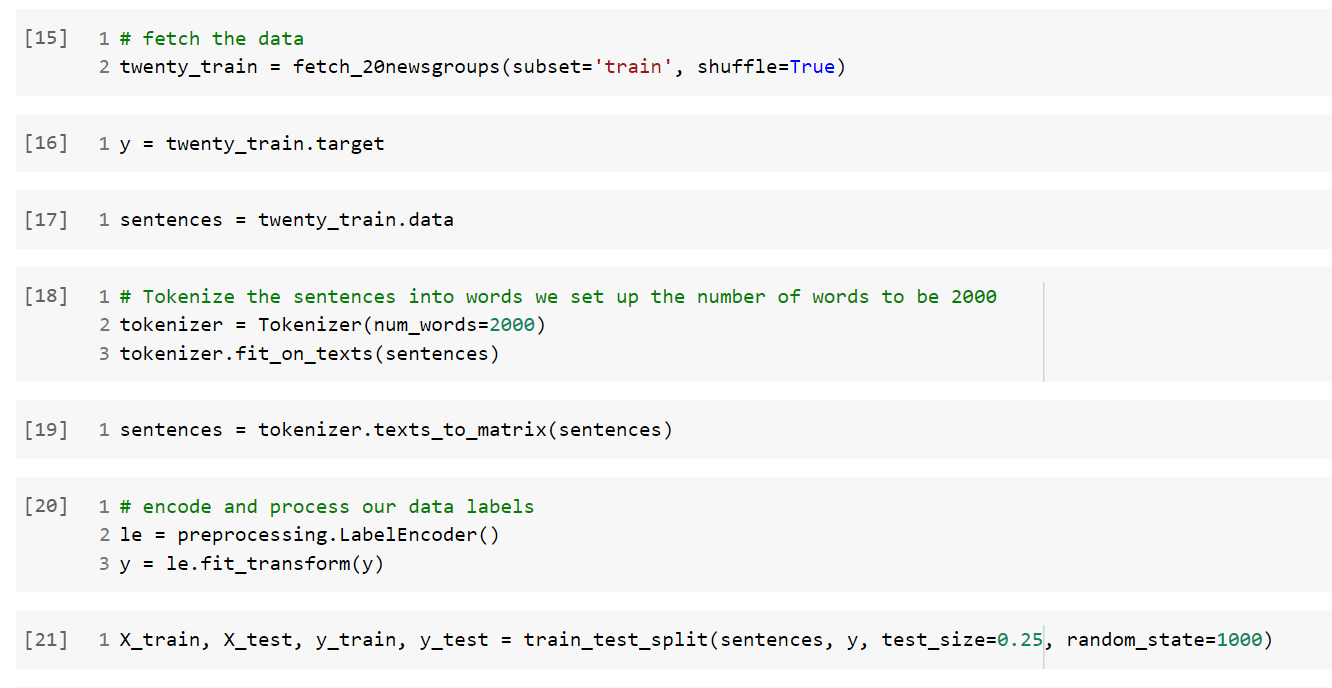 [15] 1 # fetch the data
2 twenty_train = fetch_20newsgroups(subset='train', shuffle=True)
[16] 1 y = twenty_train.target
[17] 1 sentences = twenty_train.data
[18] 1 # Tokenize the sentences into words we set up the number of words to be 2000
2 tokenizer = Tokenizer(num_words=2000)
3 tokenizer.fit_on_texts(sentences)
[19] 1 sentences = tokenizer.texts_to_matrix(sentences)
[20] 1 # encode and process our data labels
2 le = preprocessing.LabelEncoder()
3 y = le.fit_transform(y)
[21] 1 X_train, X_test, y_train, y_test = train_test_split(sentences, y, test_size=0.25, random_state=1000)